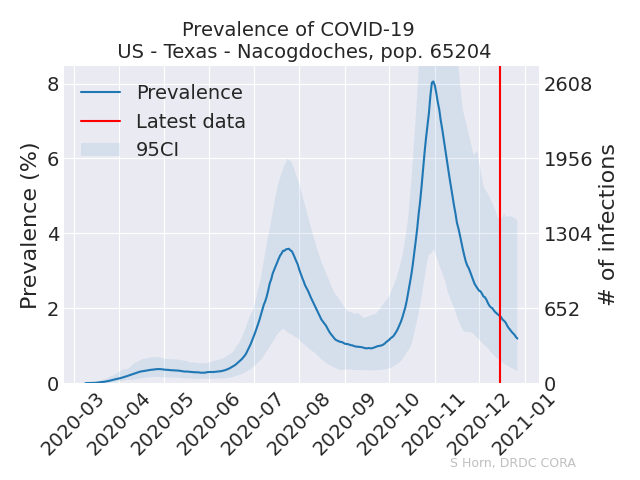 Prevalence of COVID-19
US - Texas - Nacogdoches, pop. 65204
Prevalence (%)
8
6
4
2
0
Prevalence
Latest data
95CI
2608
1956
1304
652
0
# of infections
2020-03
2020-04
2020-05
2020-06
2020-07
2020-08
2020-09
2020-10
2020-11
2020-12
2021-01
S Horn, DRDC CORA